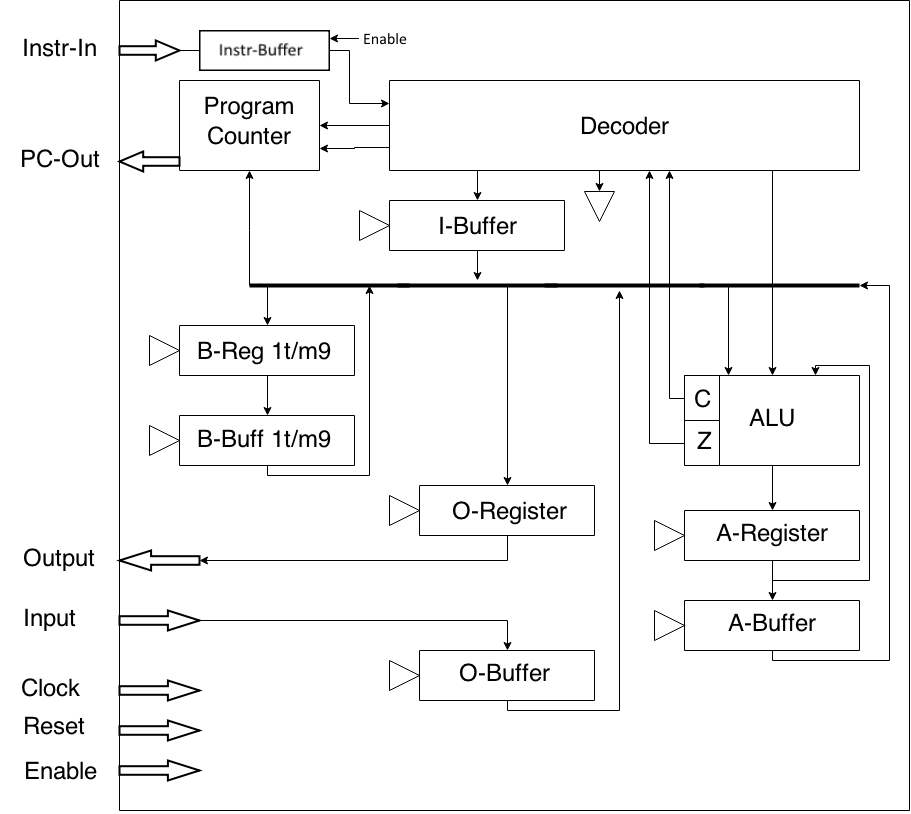 Instr-In
Instr-Buffer
Enable
Program
Counter
Decoder
PC-Out
I-Buffer
B-Reg 1t/m9
B-Buff 1t/m9
C
Z
ALU
O-Register
A-Register
Output
Input
A-Buffer
O-Buffer
Clock
Reset
Enable